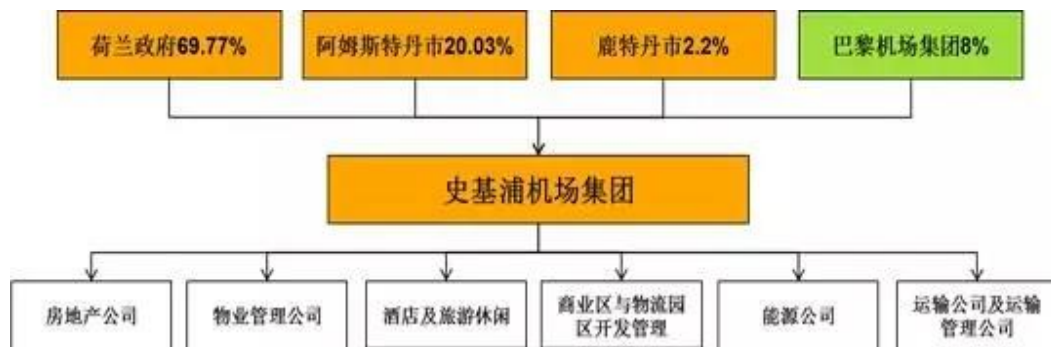 荷兰政府69.77%
阿姆斯特丹市20.03%
鹿特丹市2.2%
巴黎机场集团8%
史基浦机场集团
房地产公司
物业管理公司
酒店及旅游休闲
商业区与物流园
区开发管理
能源公司
运输公司及运输
管理公司